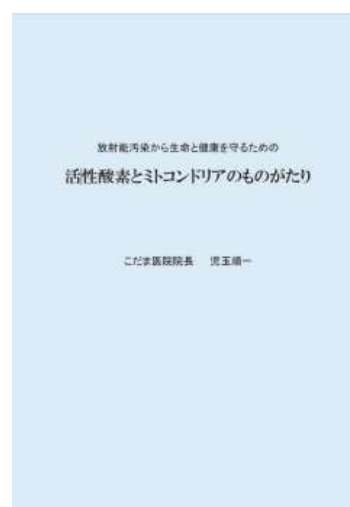 放射能汚染から生命と健康を守るための
活性酸素とミトコンドリアのものがたり
こだま医院院長　児玉順一